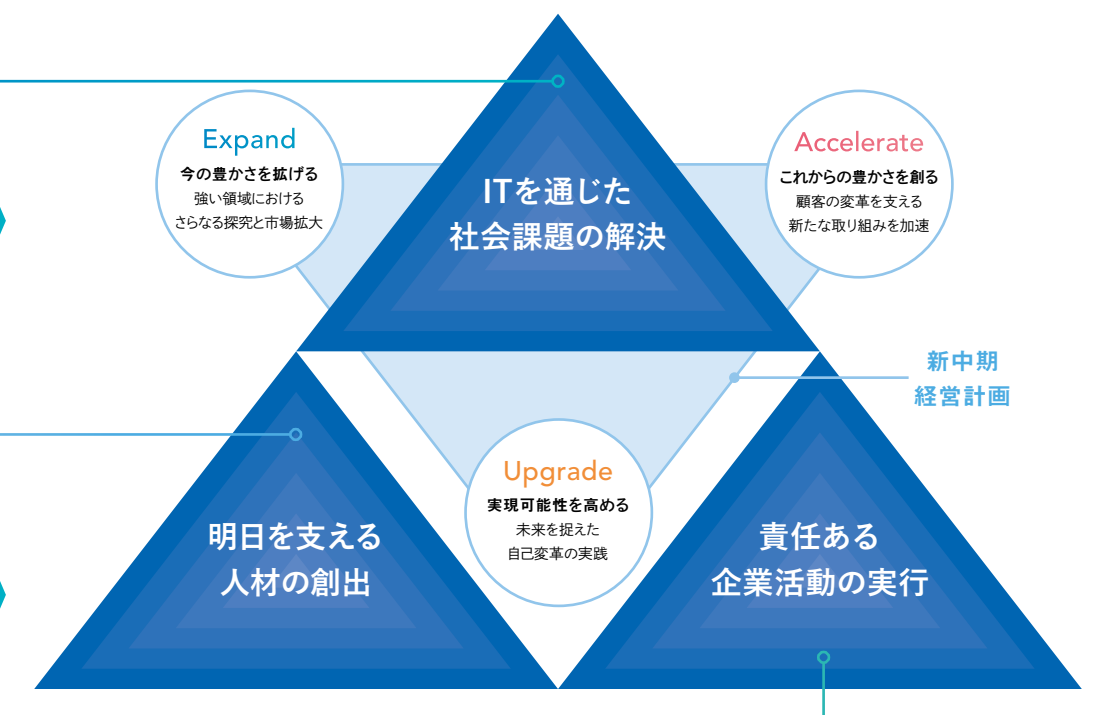 Expand
今の豊かさを拡げる
強い領域における
さらなる探究と市場拡大
Accelerate
これからの豊かさを創る
顧客の変革を支える
新たな取り組みを加速
ITを通じた
社会課題の解決
新中期
経営計画
Upgrade
実現可能性を高める
未来を捉えた
自己変革の実践
明日を支える
人材の創出
責任ある
企業活動の実行